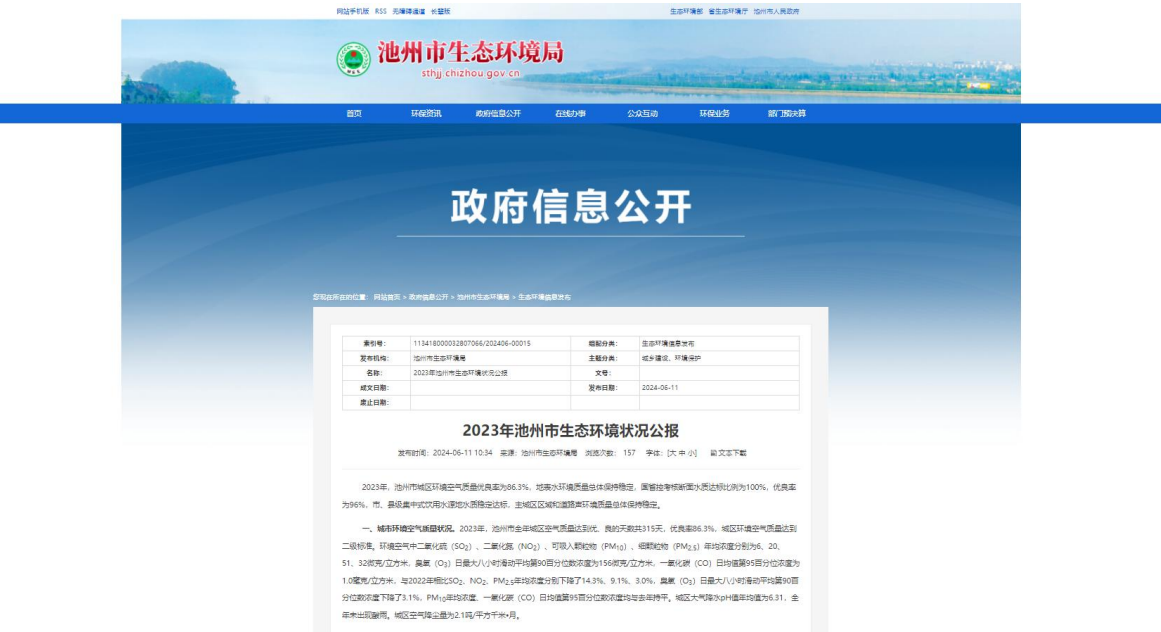 网站手机版 RSS 无障碍通道 长辈版
生态环境部 省生态环境厅 池州市人民政府
池州市生态环境局
sthjj.chizhou.gov.cn
首页 环保资讯 政府信息公开 在线办事 公众互动 环保业务 部门预决算
政府信息公开
您现在所在的位置： 网站首页 > 政府信息公开 > 池州市生态环境局 > 生态环境信息发布
索引号： 113418000032807066/202406-00015 组配分类： 生态环境信息发布
发布机构： 池州市生态环境局 主题分类： 城乡建设、环境保护
名称： 2023年池州市生态环境状况公报 文号：
成文日期： 发布日期： 2024-06-11
废止日期：
2023年池州市生态环境状况公报
发布时间：2024-06-11 10:34 来源：池州市生态环境局 浏览次数：157 字体：[大 中 小] 文本下载
2023年，池州市城区环境空气质量优良率为86.3%，地表水环境质量总体保持稳定，国省控考核断面水质达标比例为100%，优良率
为96%，市、县级集中式饮用水源地水质稳定达标，主城区区域和道路声环境质量总体保持稳定。
一、城市环境空气质量状况。2023年，池州市全年城区空气质量达到优、良的天数共315天，优良率86.3%，城区环境空气质量达到
二级标准。环境空气中二氧化硫（SO₂）、二氧化氮（NO₂）、可吸入颗粒物（PM₁₀）、细颗粒物（PM₂.₅）年均浓度分别为6、20、
51、32微克/立方米，臭氧（O₃）日最大八小时滑动平均第90百分位数浓度为156微克/立方米，一氧化碳（CO）日均值第95百分位浓度为
1.0毫克/立方米，与2022年相比SO₂、NO₂、PM₂.₅年均浓度分别下降了14.3%、9.1%、3.0%，臭氧（O₃）日最大八小时滑动平均第90百
分位数浓度下降了3.1%，PM₁₀年均浓度、一氧化碳（CO）日均值第95百分位数浓度均与去年持平。城区大气降水pH值年均值为6.31，全
年未出现酸雨。城区空气降尘量为2.1吨/平方千米•月。